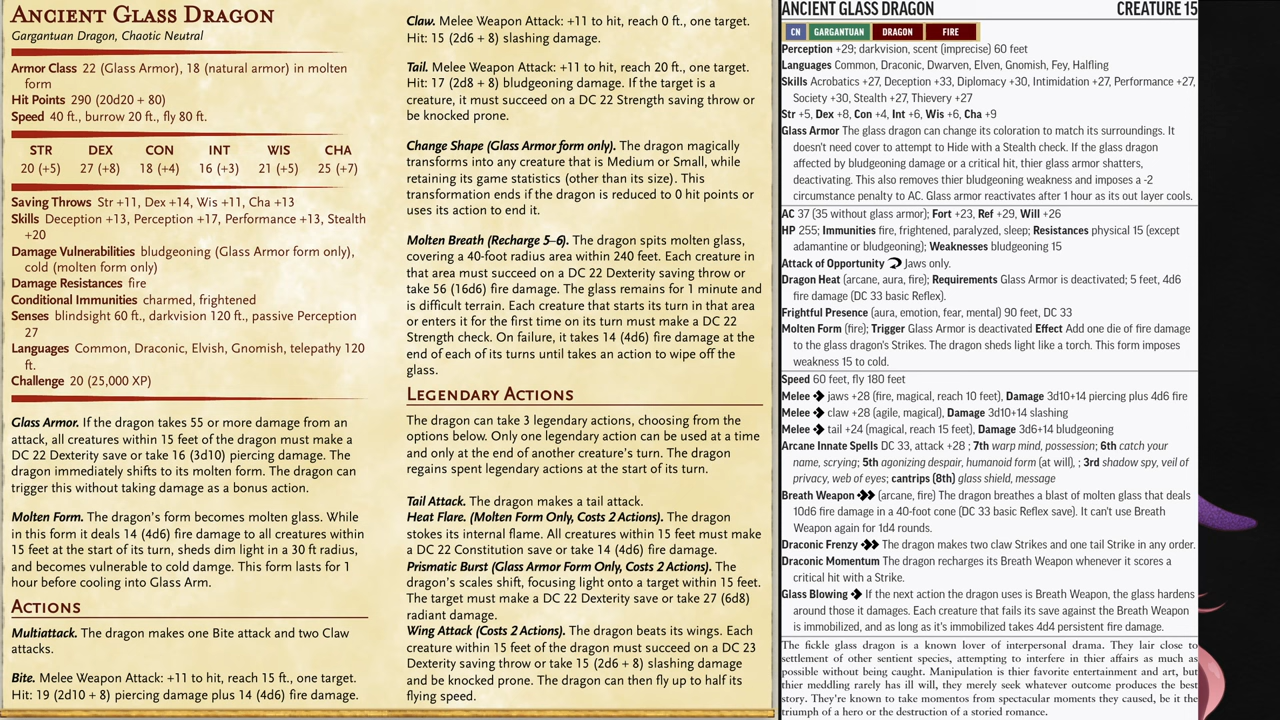 ANCIENT GLASS DRAGON
Gargantuan Dragon, Chaotic Neutral
Armor Class 22 (Glass Armor), 18 (natural armor) in molten
form
Hit Points 290 (20d20 + 80)
Speed 40 ft., burrow 20 ft., fly 80 ft.
STR DEX CON INT WIS CHA
20 (+5) 27 (+8) 18 (+4) 16 (+3) 21 (+5) 25 (+7)
Saving Throws Str +11, Dex +14, Wis +11, Cha +13
Skills Deception +13, Perception +17, Performance +13, Stealth
+20
Damage Vulnerabilities bludgeoning (Glass Armor form only),
cold (molten form only)
Damage Resistances fire
Conditional Immunities charmed, frightened
Senses blindsight 60 ft., darkvision 120 ft., passive Perception
27
Languages Common, Draconic, Elvish, Gnomish, telepathy 120
ft.
Challenge 20 (25,000 XP)
Glass Armor. If the dragon takes 55 or more damage from an
attack, all creatures within 15 feet of the dragon must make a
DC 22 Dexterity save or take 16 (3d10) piercing damage. The
dragon immediately shifts to its molten form. The dragon can
trigger this without taking damage as a bonus action.
Molten Form. The dragon's form becomes molten glass. While
in this form it deals 14 (4d6) fire damage to all creatures within
15 feet at the start of its turn, sheds dim light in a 30 ft radius,
and becomes vulnerable to cold damge. This form lasts for 1
hour before cooling into Glass Arm.
ACTIONS
Multiattack. The dragon makes one Bite attack and two Claw
attacks.
Bite. Melee Weapon Attack: +11 to hit, reach 15 ft., one target.
Hit: 19 (2d10 + 8) piercing damage plus 14 (4d6) fire damage.
Claw. Melee Weapon Attack: +11 to hit, reach 0 ft., one target.
Hit: 15 (2d6 + 8) slashing damage.
Tail. Melee Weapon Attack: +11 to hit, reach 20 ft., one target.
Hit: 17 (2d8 + 8) bludgeoning damage. If the target is a
creature, it must succeed on a DC 22 Strength saving throw or
be knocked prone.
Change Shape (Glass Armor form only). The dragon magically
transforms into any creature that is Medium or Small, while
retaining its game statistics (other than its size). This
transformation ends if the dragon is reduced to 0 hit points or
uses its action to end it.
Molten Breath (Recharge 5–6). The dragon spits molten glass,
covering a 40-foot radius area within 240 feet. Each creature in
that area must succeed on a DC 22 Dexterity saving throw or
take 56 (16d6) fire damage. The glass remains for 1 minute and
is difficult terrain. Each creature that starts its turn in that area
or enters it for the first time on its turn must make a DC 22
Strength check. On failure, it takes 14 (4d6) fire damage at the
end of each of its turns until takes an action to wipe off the
glass.
LEGENDARY ACTIONS
The dragon can take 3 legendary actions, choosing from the
options below. Only one legendary action can be used at a time
and only at the end of another creature's turn. The dragon
regains spent legendary actions at the start of its turn.
Tail Attack. The dragon makes a tail attack.
Heat Flare. (Molten Form Only, Costs 2 Actions). The dragon
stokes its internal flame. All creatures within 15 feet must make
a DC 22 Constitution save or take 14 (4d6) fire damage.
Prismatic Burst (Glass Armor Form Only, Costs 2 Actions). The
dragon's scales shift, focusing light onto a target within 15 feet.
The target must make a DC 22 Dexterity save or take 27 (6d8)
radiant damage.
Wing Attack (Costs 2 Actions). The dragon beats its wings. Each
creature within 15 feet of the dragon must succeed on a DC 23
Dexterity saving throw or take 15 (2d6 + 8) slashing damage
and be knocked prone. The dragon can then fly up to half its
flying speed.
ANCIENT GLASS DRAGON CREATURE 15
CN GARGANTUAN DRAGON FIRE
Perception +29; darkvision, scent (imprecise) 60 feet
Languages Common, Draconic, Dwarven, Elven, Gnomish, Fey, Halfling
Skills Acrobatics +27, Deception +33, Diplomacy +30, Intimidation +27, Performance +27,
Society +30, Stealth +27, Thievery +27
Str +5, Dex +8, Con +4, Int +6, Wis +6, Cha +9
Glass Armor The glass dragon can change its coloration to match its surroundings. It
doesn't need cover to attempt to Hide with a Stealth check. If the glass dragon
affected by bludgeoning damage or a critical hit, thier glass armor shatters,
deactivating. This also removes thier bludgeoning weakness and imposes a -2
circumstance penalty to AC. Glass armor reactivates after 1 hour as its out layer cools.
AC 37 (35 without glass armor); Fort +23, Ref +29, Will +26
HP 255; Immunities fire, frightened, paralyzed, sleep; Resistances physical 15 (except
adamantine or bludgeoning); Weaknesses bludgeoning 15
Attack of Opportunity Jaws only.
Dragon Heat (arcane, aura, fire); Requirements Glass Armor is deactivated; 5 feet, 4d6
fire damage (DC 33 basic Reflex).
Frightful Presence (aura, emotion, fear, mental) 90 feet, DC 33
Molten Form (fire); Trigger Glass Armor is deactivated Effect Add one die of fire damage
to the glass dragon's Strikes. The dragon sheds light like a torch. This form imposes
weakness 15 to cold.
Speed 60 feet, fly 180 feet
Melee jaws +28 (fire, magical, reach 10 feet), Damage 3d10+14 piercing plus 4d6 fire
Melee claw +28 (agile, magical), Damage 3d10+14 slashing
Melee tail +24 (magical, reach 15 feet), Damage 3d6+14 bludgeoning
Arcane Innate Spells DC 33, attack +28 ; 7th warp mind, possession; 6th catch your
name, scrying; 5th agonizing despair, humanoid form (at will), ; 3rd shadow spy, veil of
privacy, web of eyes; cantrips (8th) glass shield, message
Breath Weapon (arcane, fire) The dragon breathes a blast of molten glass that deals
10d6 fire damage in a 40-foot cone (DC 33 basic Reflex save). It can't use Breath
Weapon again for 1d4 rounds.
Draconic Frenzy The dragon makes two claw Strikes and one tail Strike in any order.
Draconic Momentum The dragon recharges its Breath Weapon whenever it scores a
critical hit with a Strike.
Glass Blowing If the next action the dragon uses is Breath Weapon, the glass hardens
around those it damages. Each creature that fails its save against the Breath Weapon
is immobilized, and as long as it's immobilized takes 4d4 persistent fire damage.
The fickle glass dragon is a known lover of interpersonal drama. They lair close to
settlement of other sentient species, attempting to interfere in thier affairs as much as
possible without being caught. Manipulation is thier favorite entertainment and art, but
thier meddling rarely has ill will, they merely seek whatever outcome produces the best
story. They're known to take momentos from spectacular moments they caused, be it the
triumph of a hero or the destruction of a storied romance.